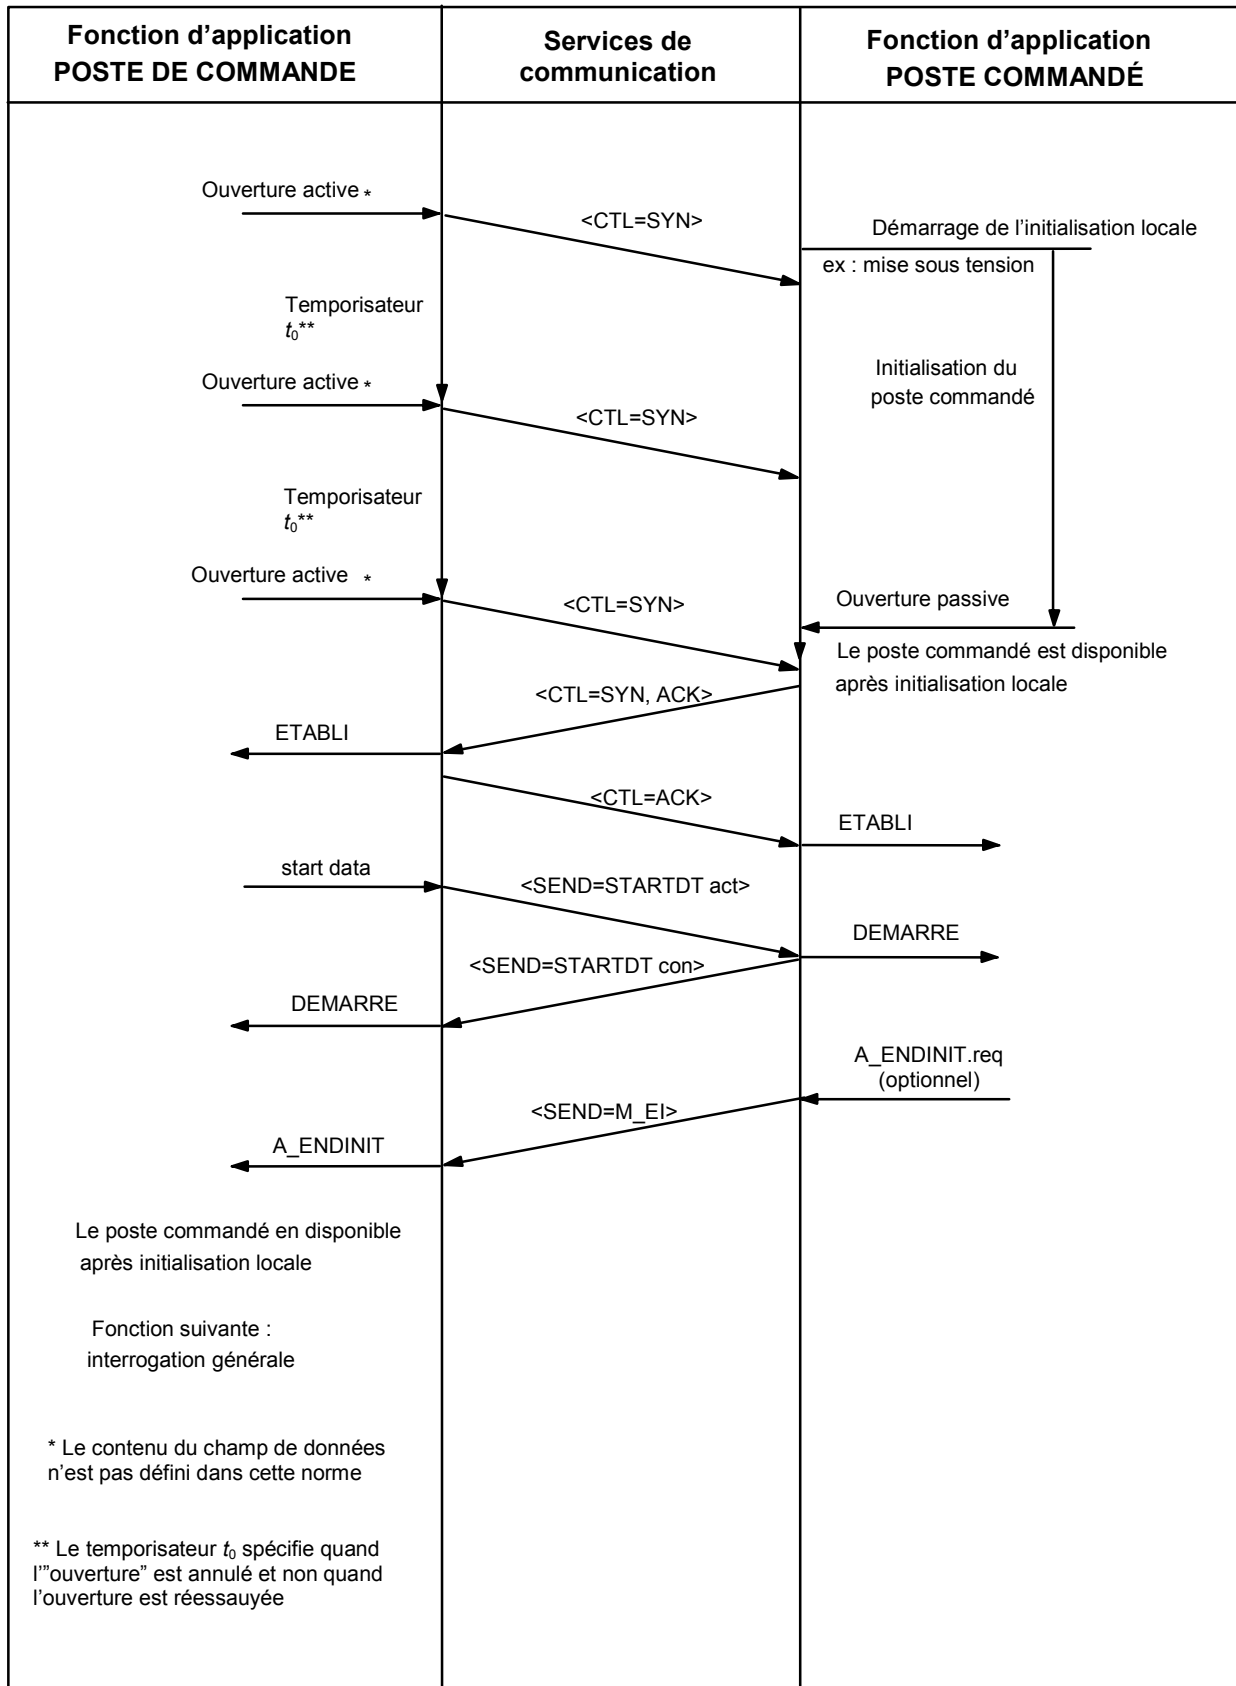 Fonction d’application
POSTE DE COMMANDE
Services de
communication
Fonction d’application
POSTE COMMANDÉ
Ouverture active *
<CTL=SYN>
Démarrage de l’initialisation locale
ex : mise sous tension
Temporisateur
t0**
Initialisation du
poste commandé
Ouverture active *
<CTL=SYN>
Temporisateur
t0**
Ouverture active *
<CTL=SYN>
Ouverture passive
Le poste commandé est disponible
après initialisation locale
<CTL=SYN, ACK>
ETABLI
<CTL=ACK>
ETABLI
start data
<SEND=STARTDT act>
DEMARRE
<SEND=STARTDT con>
DEMARRE
A_ENDINIT.req
(optionnel)
<SEND=M_EI>
A_ENDINIT
Le poste commandé en disponible
après initialisation locale
Fonction suivante :
interrogation générale
* Le contenu du champ de données
n’est pas défini dans cette norme
** Le temporisateur t0 spécifie quand
l’”ouverture” est annulé et non quand
l’ouverture est réessauyée